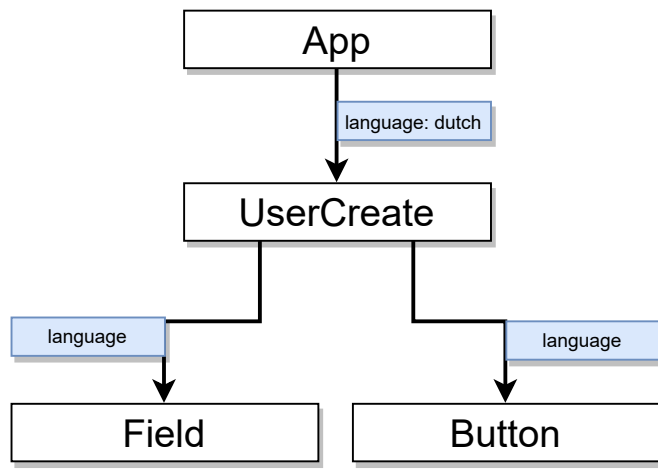 App
language: dutch
UserCreate
language
language
Field
Button